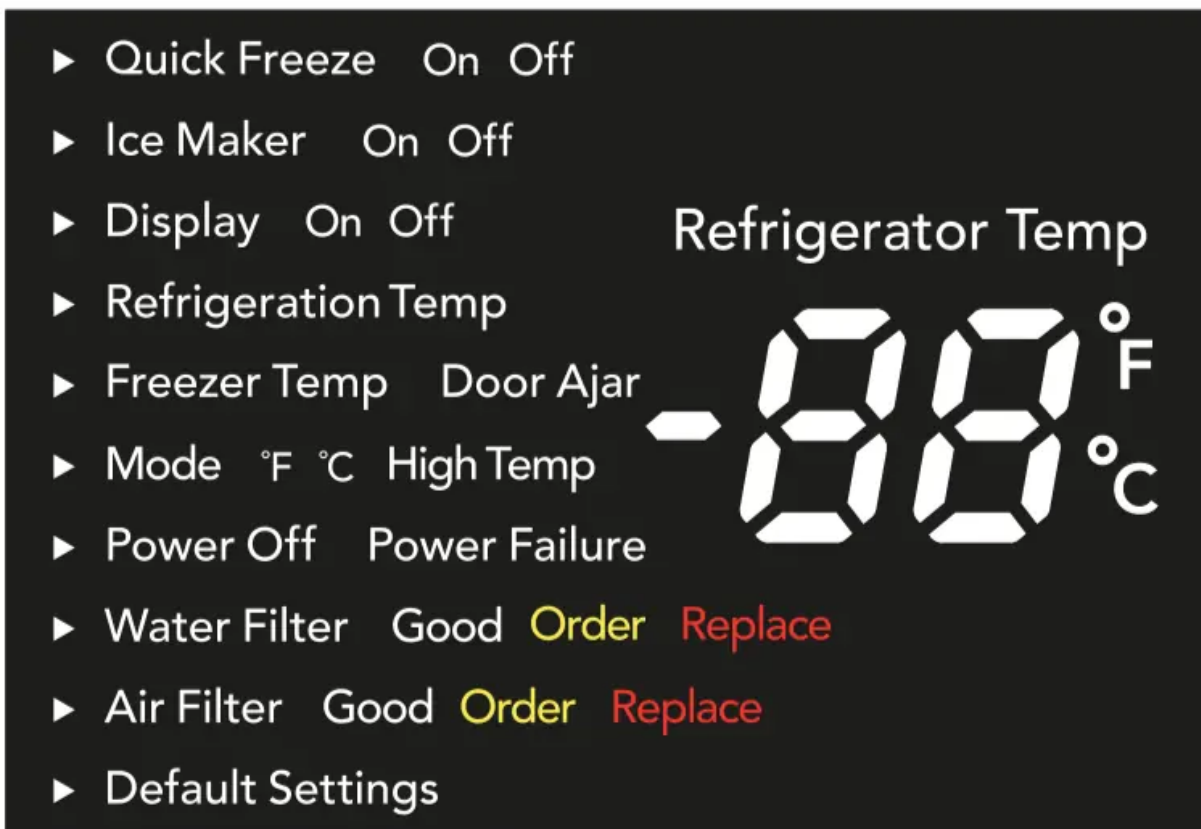 Quick Freeze On Off
Ice Maker On Off
Display On Off
Refrigeration Temp
Freezer Temp Door Ajar
Mode °F °C High Temp
Power Off Power Failure
Water Filter Good Order Replace
Air Filter Good Order Replace
Default Settings
Refrigerator Temp
-88 °F °C